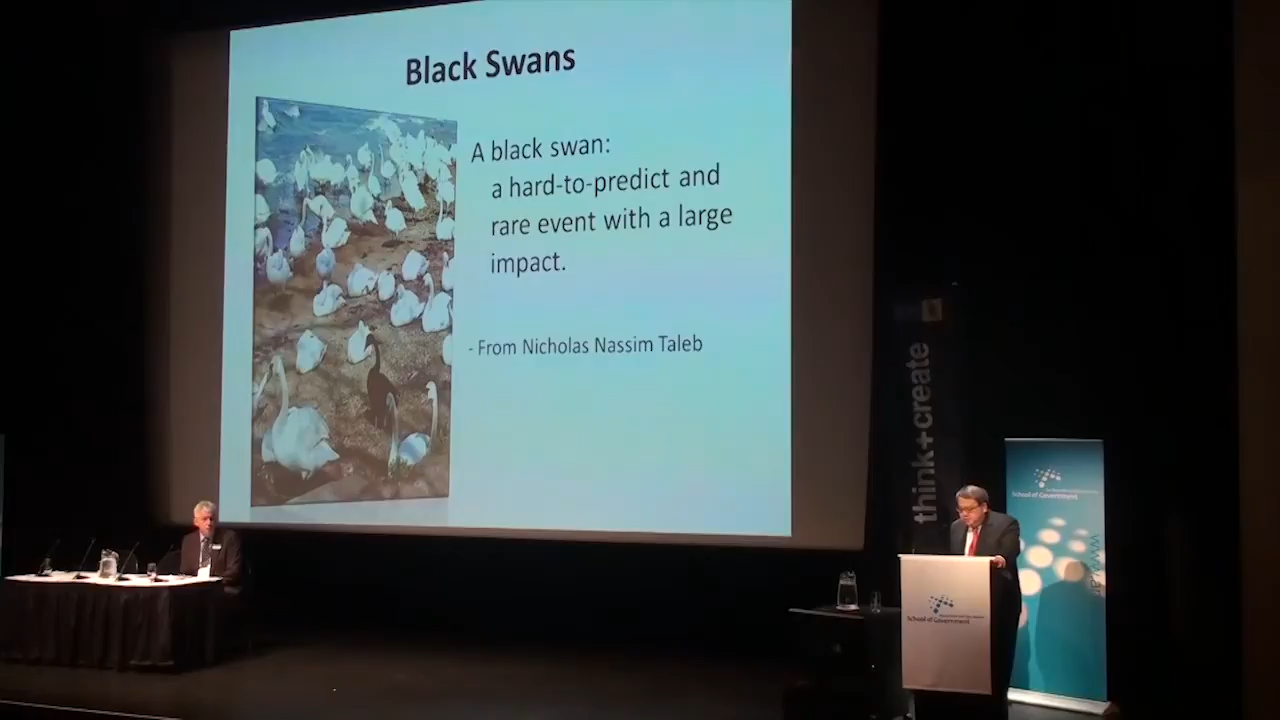 Black Swans
A black swan:
a hard-to-predict and
rare event with a large
impact.
- From Nicholas Nassim Taleb
think+create
School of Government
School of Government